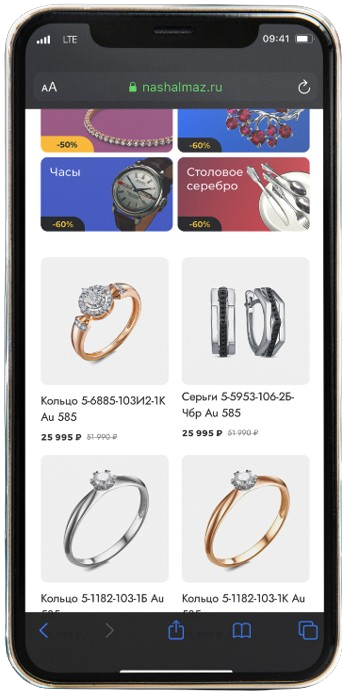 LTE
09:41
AA
nashalmaz.ru
-50%
-60%
Часы
-60%
Столовое
серебро
-60%
Кольцо 5-6885-103И2-1К
Au 585
25 995 ₽ 51 990 ₽
Серьги 5-5953-106-2Б-
Чбр Au 585
25 995 ₽ 51 990 ₽
Кольцо 5-1182-103-1Б Au
585
Кольцо 5-1182-103-1К Au
585